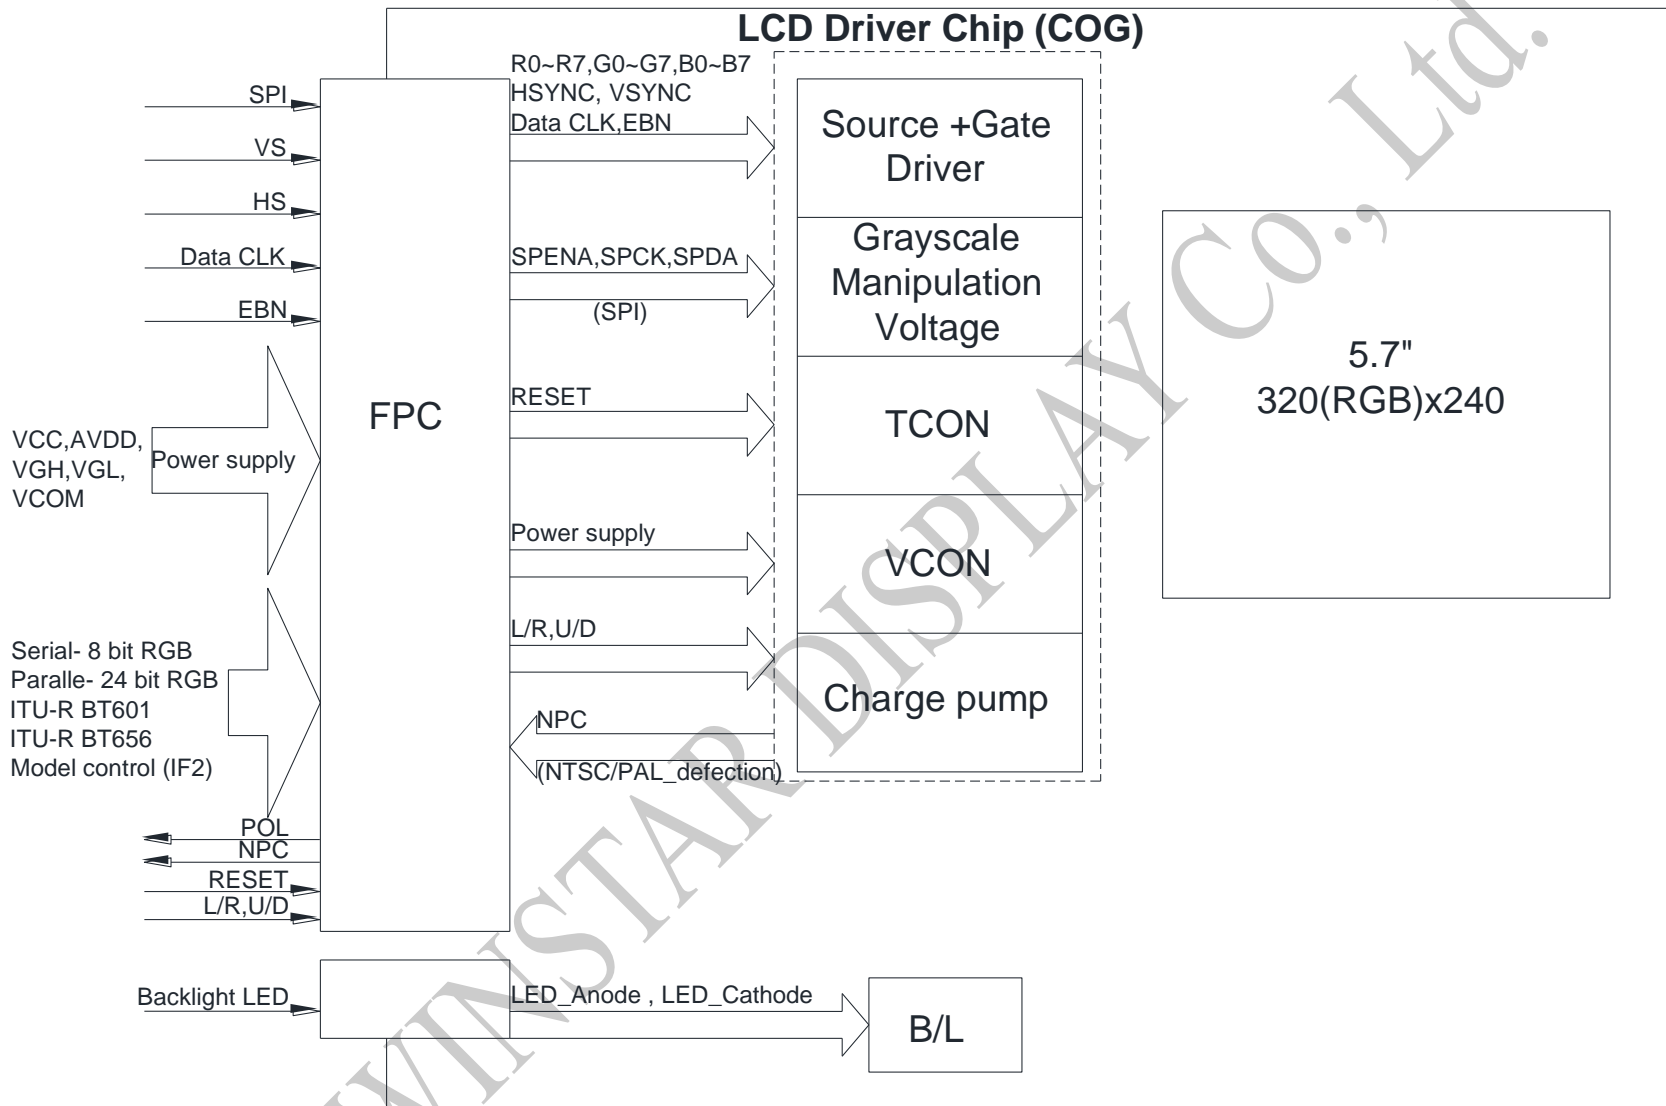 LCD Driver Chip (COG)
R0~R7,G0~G7,B0~B7
HSYNC, VSYNC
Data CLK,EBN
SPI
VS
HS
Data CLK
EBN
Source +Gate
Driver
SPENA,SPCK,SPDA
(SPI)
Grayscale
Manipulation
Voltage
5.7"
320(RGB)x240
FPC
RESET
TCON
VCC,AVDD,
VGH,VGL,
VCOM
Power supply
Power supply
VCON
L/R,U/D
Serial- 8 bit RGB
Paralle- 24 bit RGB
ITU-R BT601
ITU-R BT656
Model control (IF2)
Charge pump
NPC
(NTSC/PAL_defection)
POL
NPC
RESET
L/R,U/D
Backlight LED
LED_Anode , LED_Cathode
B/L
WINSTAR DISPLAY Co., Ltd.